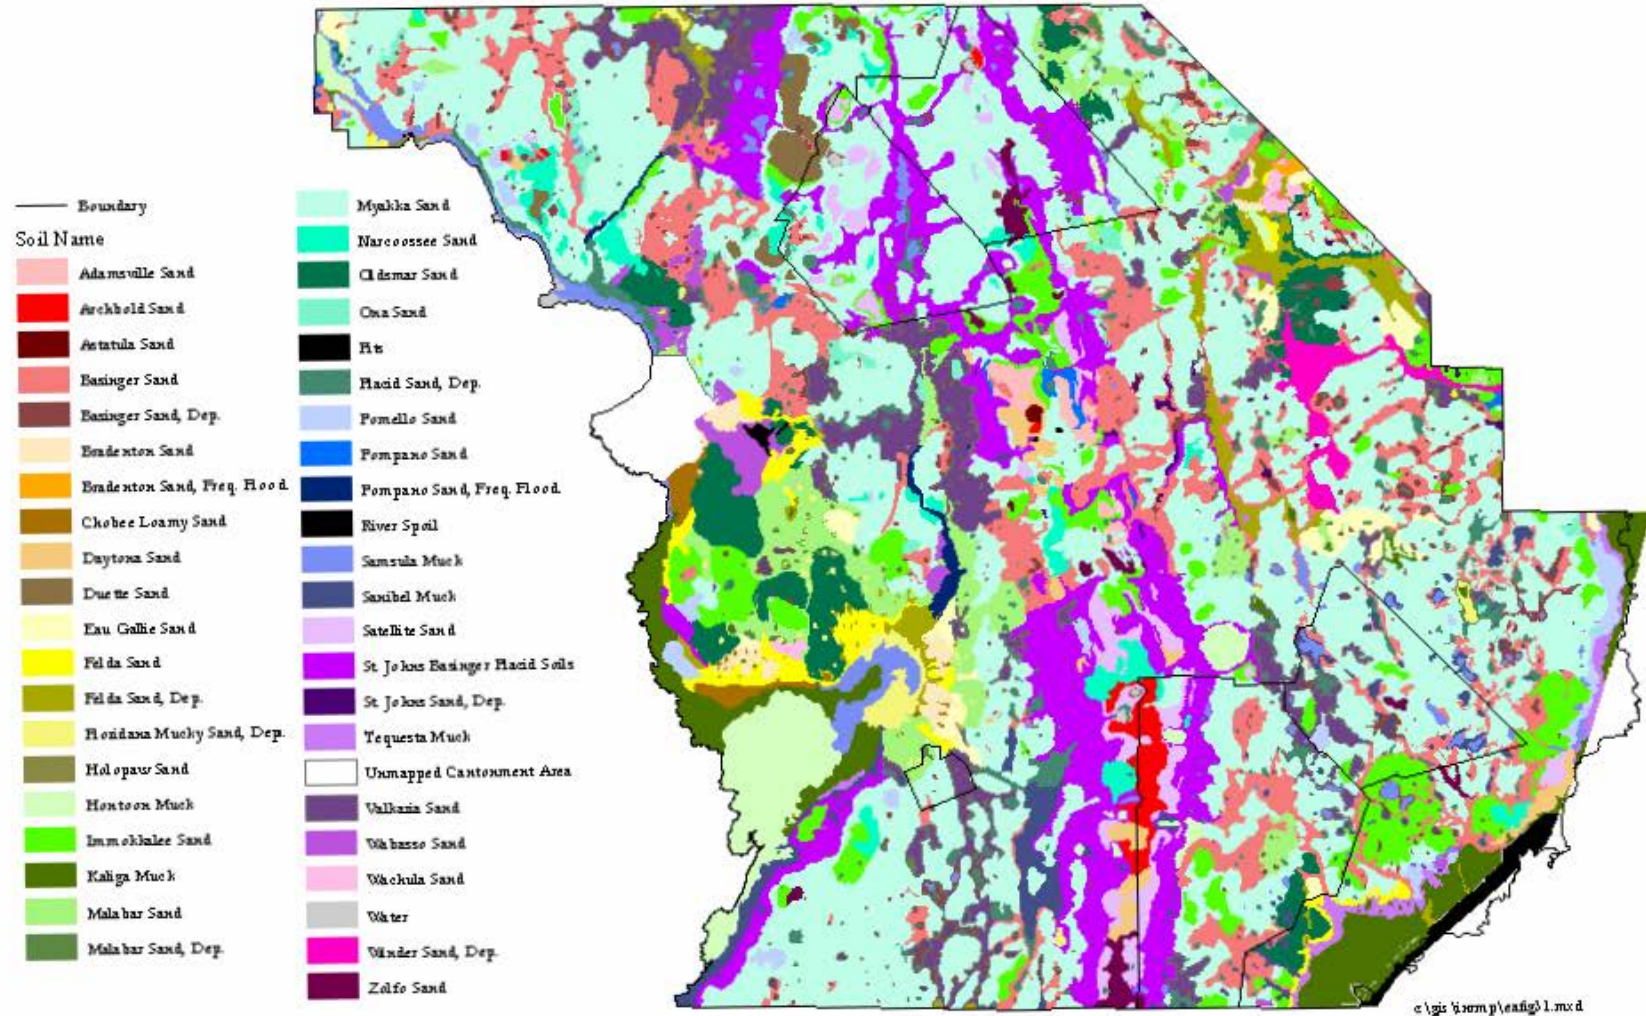 Boundary
Soil Name
Adamsville Sand
Archbold Sand
Astatula Sand
Basinger Sand
Basinger Sand, Dep.
Bradenton Sand
Bradenton Sand, Freq. Flood.
Chobee Loamy Sand
Daytona Sand
Duette Sand
Eau Gallie Sand
Felda Sand
Felda Sand, Dep.
Floridana Mucky Sand, Dep.
Holopaw Sand
Hontoon Muck
Immokkalee Sand
Kaliga Muck
Malabar Sand
Malabar Sand, Dep.
Myakka Sand
Narcoossee Sand
Oldsmar Sand
Ona Sand
Pits
Placid Sand, Dep.
Pomello Sand
Pompano Sand
Pompano Sand, Freq. Flood.
River Spoil
Samsula Muck
Sanibel Muck
Satellite Sand
St. Johns Basinger Placid Soils
St. Johns Sand, Dep.
Tequesta Muck
Unmapped Cantonment Area
Valkaria Sand
Wabasso Sand
Wachula Sand
Water
Winder Sand, Dep.
Zolfo Sand
c:\gis\inrmp\eafig31.mxd